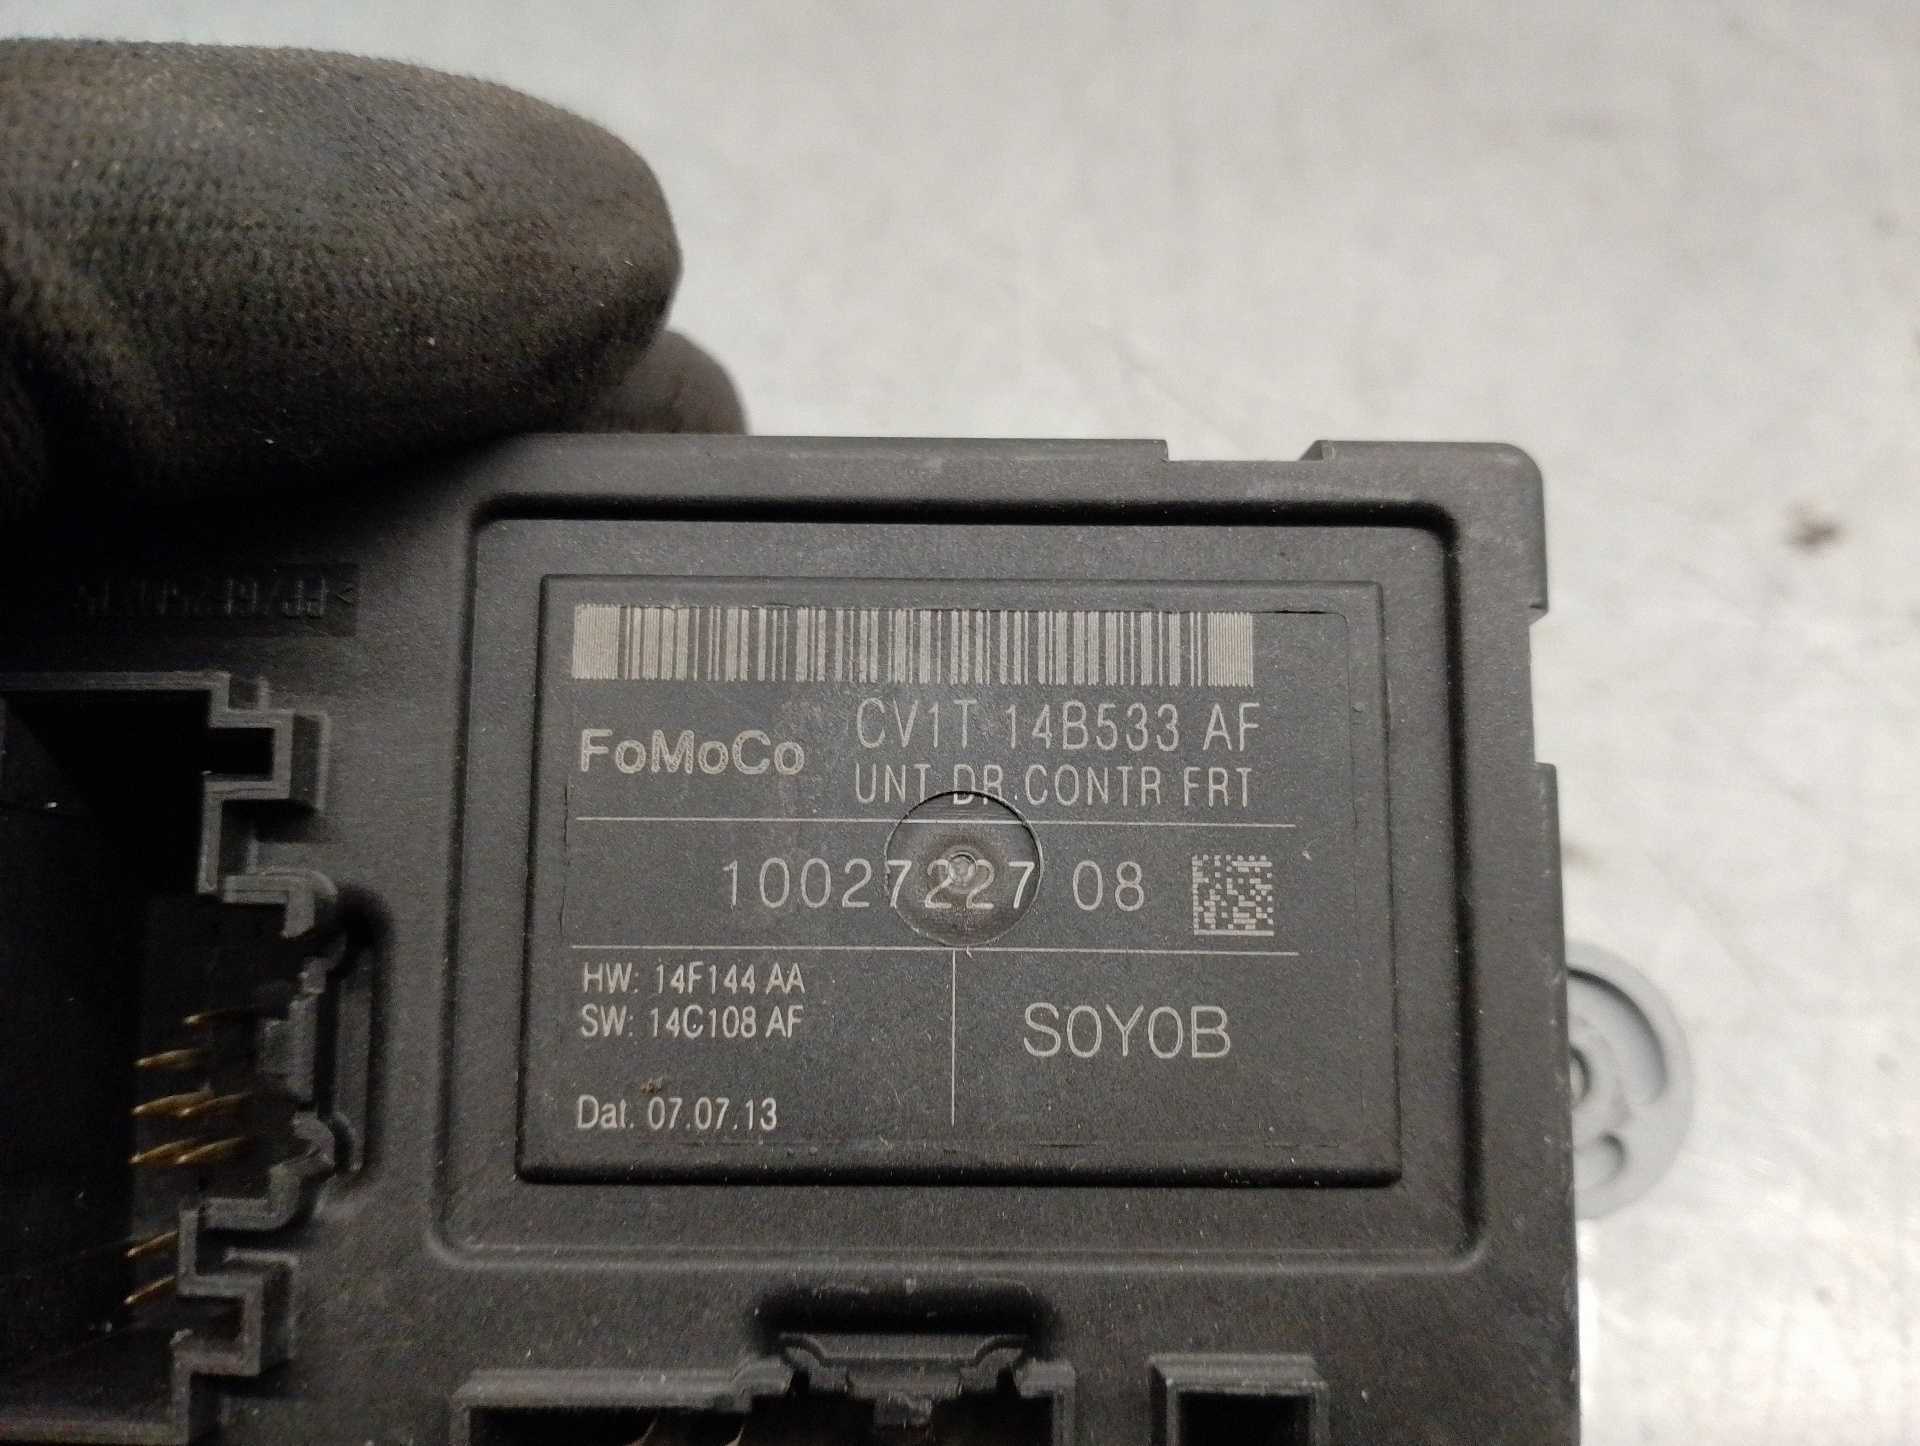 CV1T 14B533 AF
FoMoCo
UNT DR.CONTR FRT
10027227 08
HW: 14F144 AA
SW: 14C108 AF
S0Y0B
Dat. 07.07.13